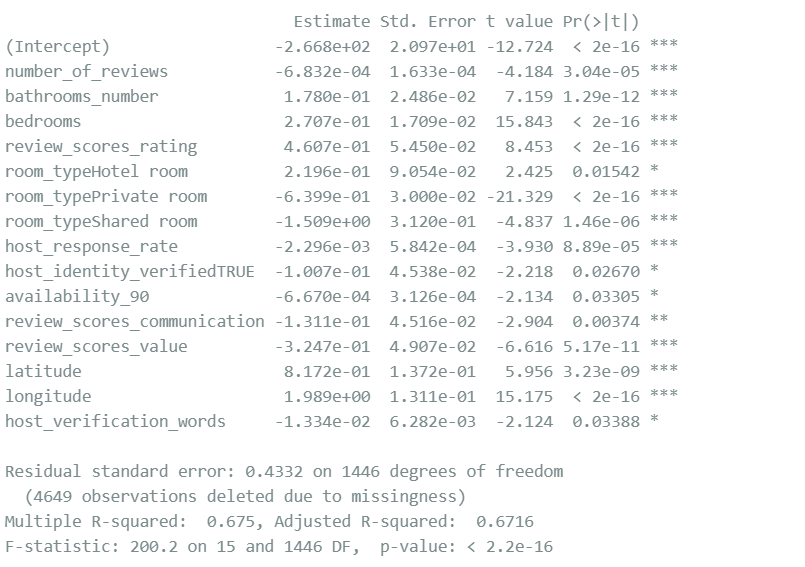 Estimate Std. Error t value Pr(>|t|)
(Intercept) -2.668e+02 2.097e+01 -12.724 < 2e-16 ***
number_of_reviews -6.832e-04 1.633e-04 -4.184 3.04e-05 ***
bathrooms_number 1.780e-01 2.486e-02 7.159 1.29e-12 ***
bedrooms 2.707e-01 1.709e-02 15.843 < 2e-16 ***
review_scores_rating 4.607e-01 5.450e-02 8.453 < 2e-16 ***
room_typeHotel room 2.196e-01 9.054e-02 2.425 0.01542 *
room_typePrivate room -6.399e-01 3.000e-02 -21.329 < 2e-16 ***
room_typeShared room -1.509e+00 3.120e-01 -4.837 1.46e-06 ***
host_response_rate -2.296e-03 5.842e-04 -3.930 8.89e-05 ***
host_identity_verifiedTRUE -1.007e-01 4.538e-02 -2.218 0.02670 *
availability_90 -6.670e-04 3.126e-04 -2.134 0.03305 *
review_scores_communication -1.311e-01 4.516e-02 -2.904 0.00374 **
review_scores_value -3.247e-01 4.907e-02 -6.616 5.17e-11 ***
latitude 8.172e-01 1.372e-01 5.956 3.23e-09 ***
longitude 1.989e+00 1.311e-01 15.175 < 2e-16 ***
host_verification_words -1.334e-02 6.282e-03 -2.124 0.03388 *
Residual standard error: 0.4332 on 1446 degrees of freedom
(4649 observations deleted due to missingness)
Multiple R-squared: 0.675, Adjusted R-squared: 0.6716
F-statistic: 200.2 on 15 and 1446 DF, p-value: < 2.2e-16